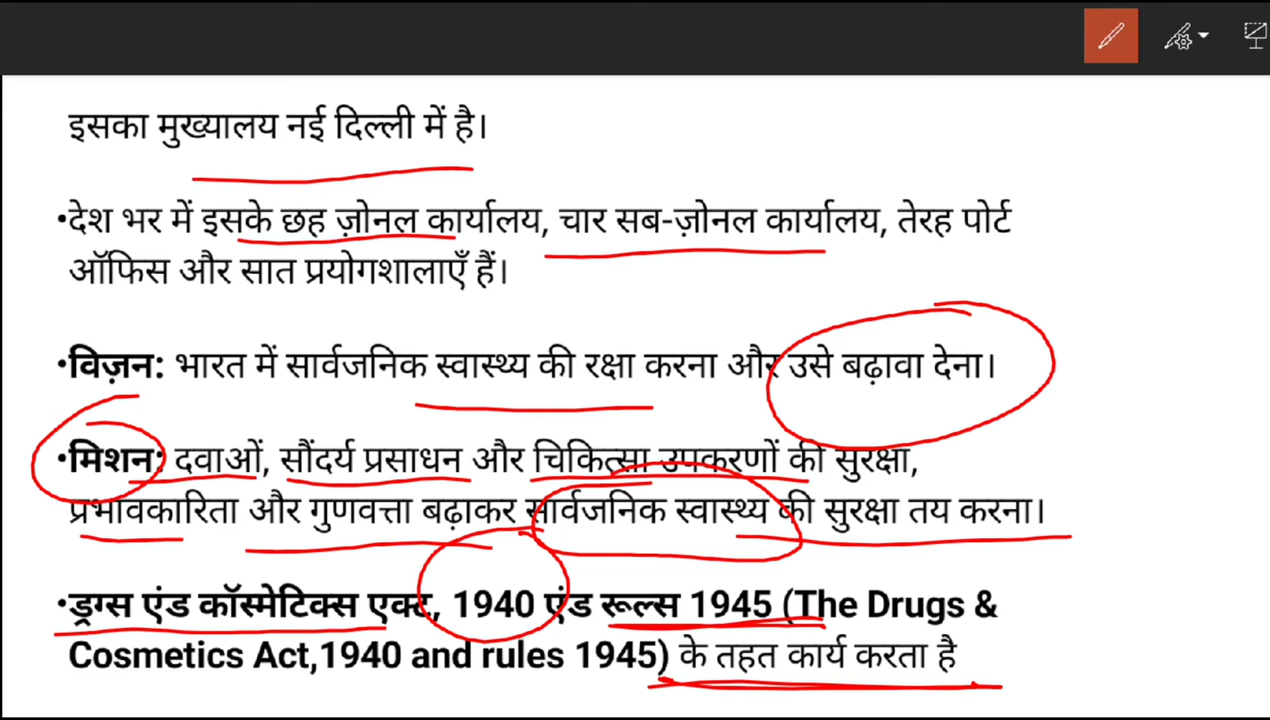 इसका मुख्यालय नई दिल्ली में है।
•देश भर में इसके छह ज़ोनल कार्यालय, चार सब-ज़ोनल कार्यालय, तेरह पोर्ट
ऑफिस और सात प्रयोगशालाएँ हैं।
•विज़न: भारत में सार्वजनिक स्वास्थ्य की रक्षा करना और उसे बढ़ावा देना।
•मिशन: दवाओं, सौंदर्य प्रसाधन और चिकित्सा उपकरणों की सुरक्षा,
प्रभावकारिता और गुणवत्ता बढ़ाकर सार्वजनिक स्वास्थ्य की सुरक्षा तय करना।
•ड्रग्स एंड कॉस्मेटिक्स एक्ट, 1940 एंड रूल्स 1945 (The Drugs &
Cosmetics Act,1940 and rules 1945) के तहत कार्य करता है